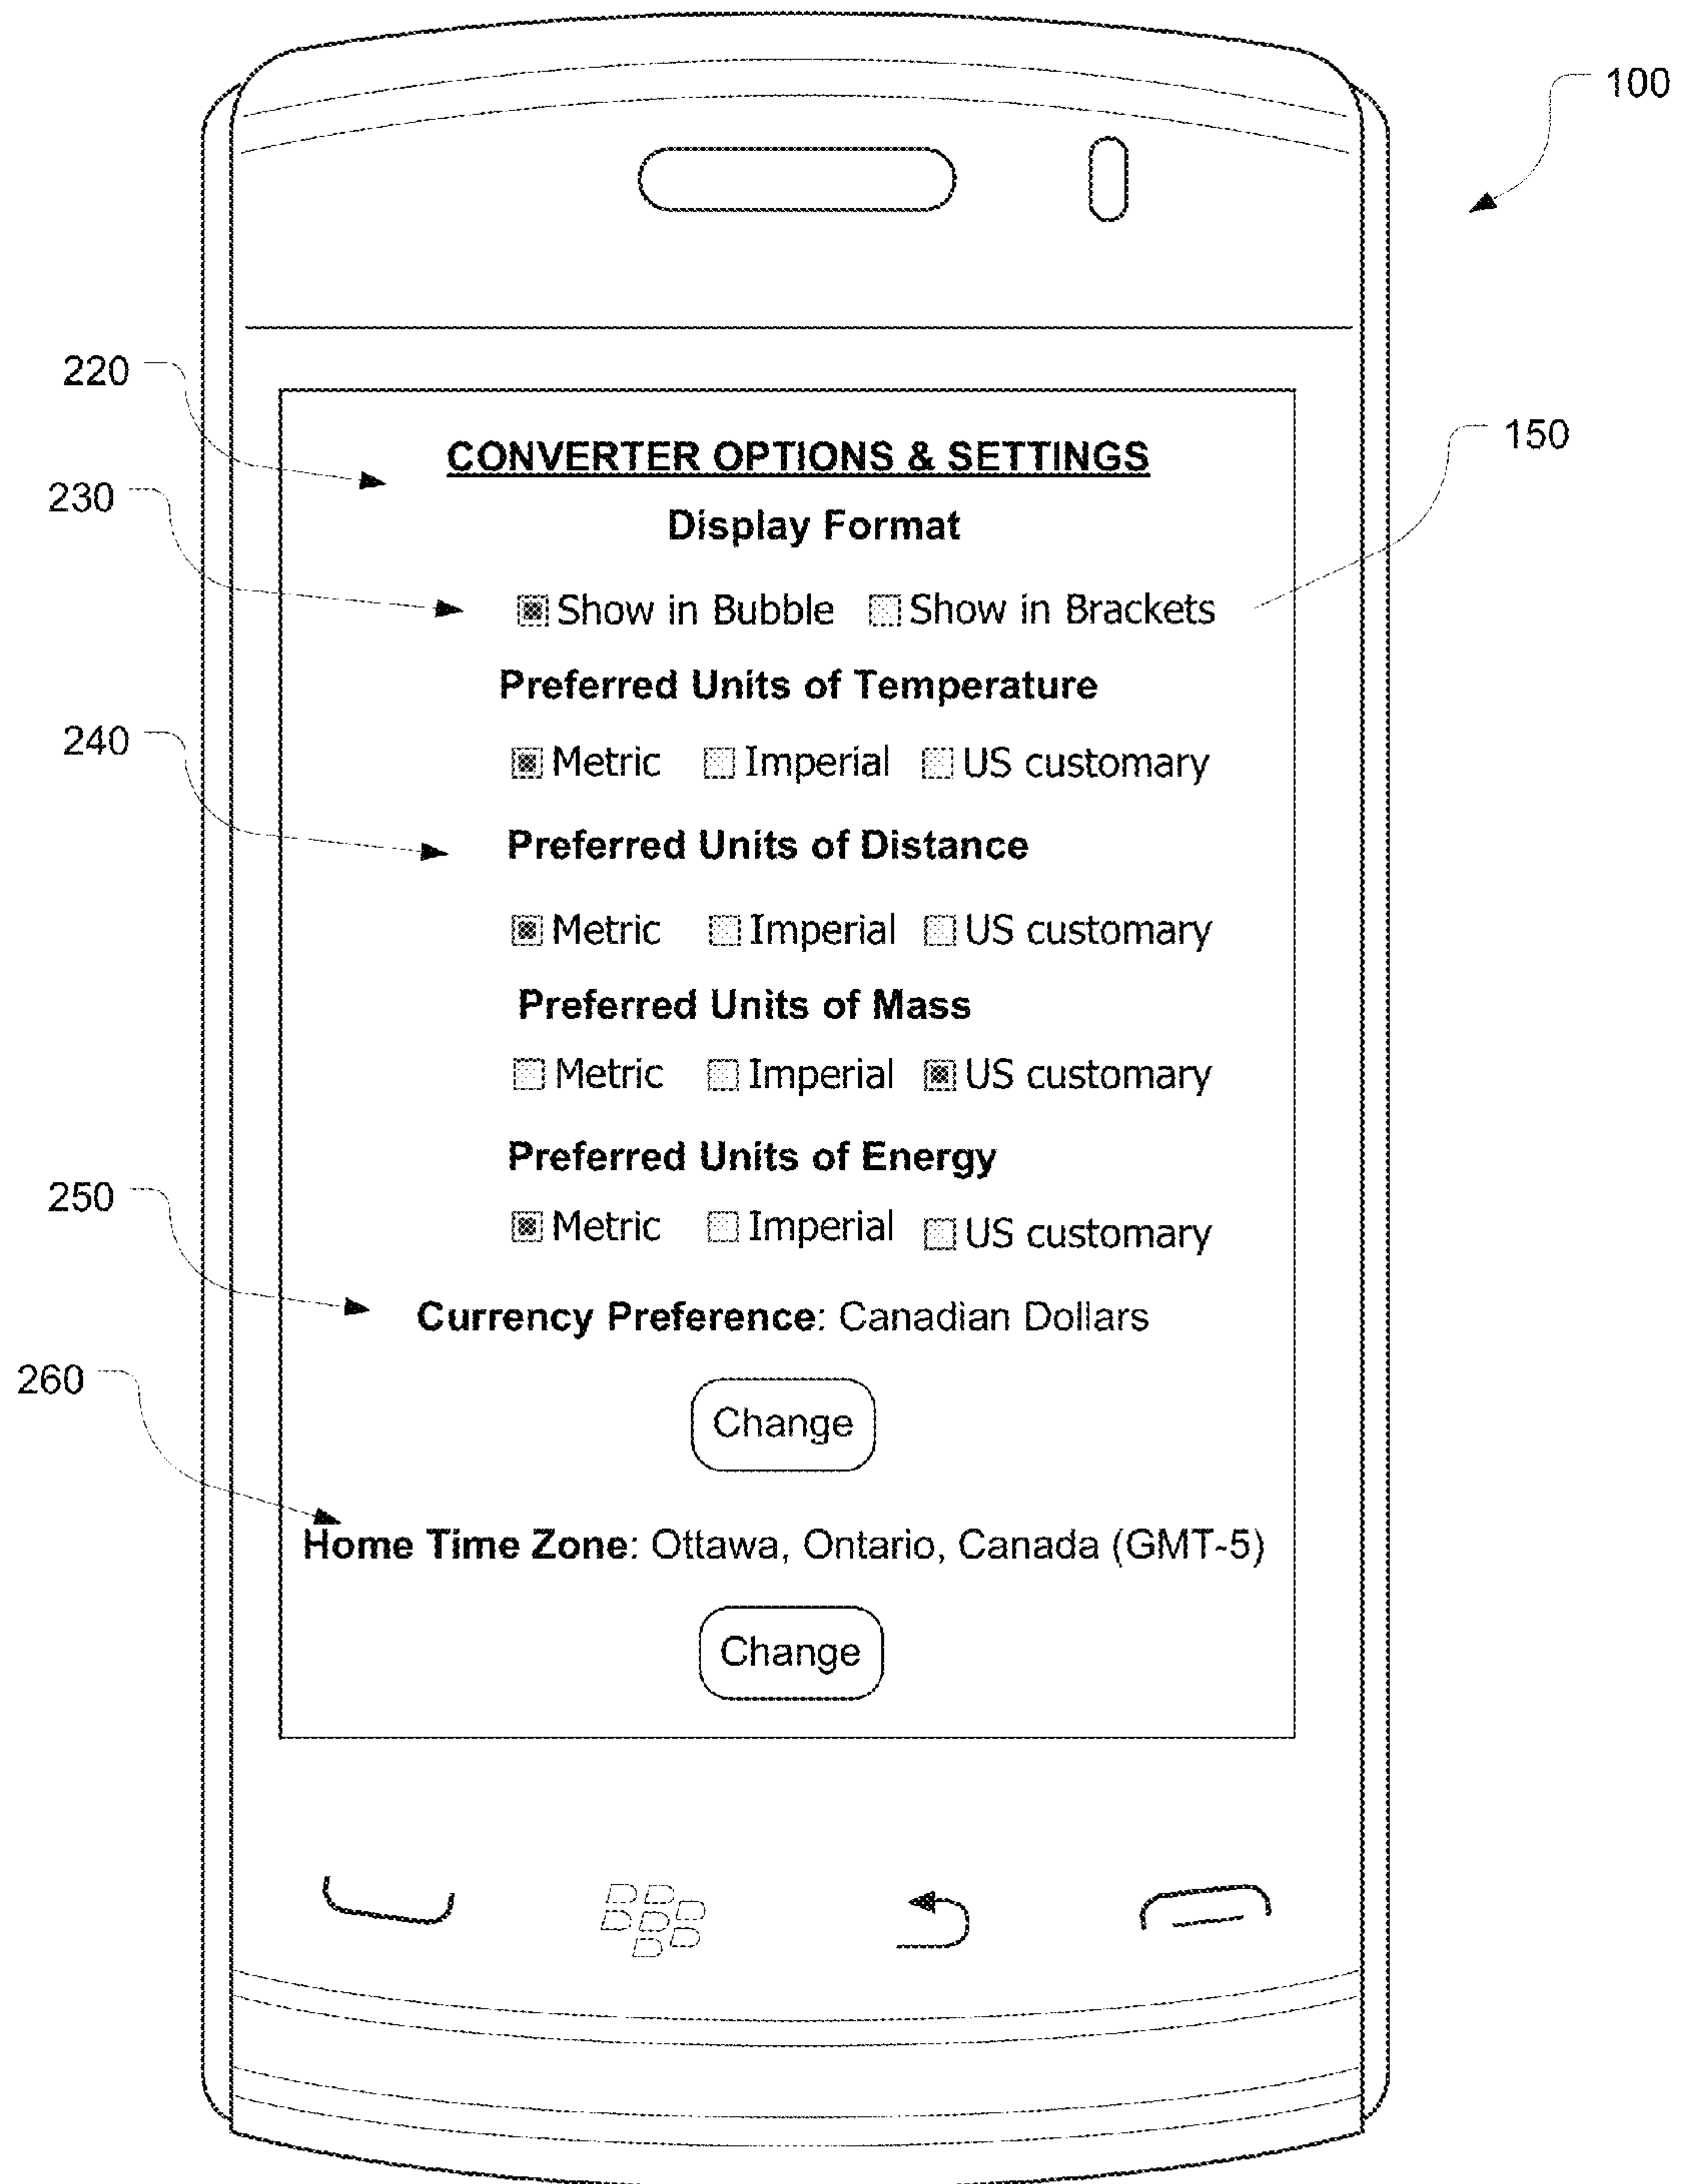 100
220
CONVERTER OPTIONS & SETTINGS
150
230
Display Format
Show in Bubble Show in Brackets
Preferred Units of Temperature
240
Metric Imperial US customary
Preferred Units of Distance
Metric Imperial US customary
Preferred Units of Mass
Metric Imperial US customary
Preferred Units of Energy
250
Metric Imperial US customary
Currency Preference: Canadian Dollars
260
Change
Home Time Zone: Ottawa, Ontario, Canada (GMT-5)
Change